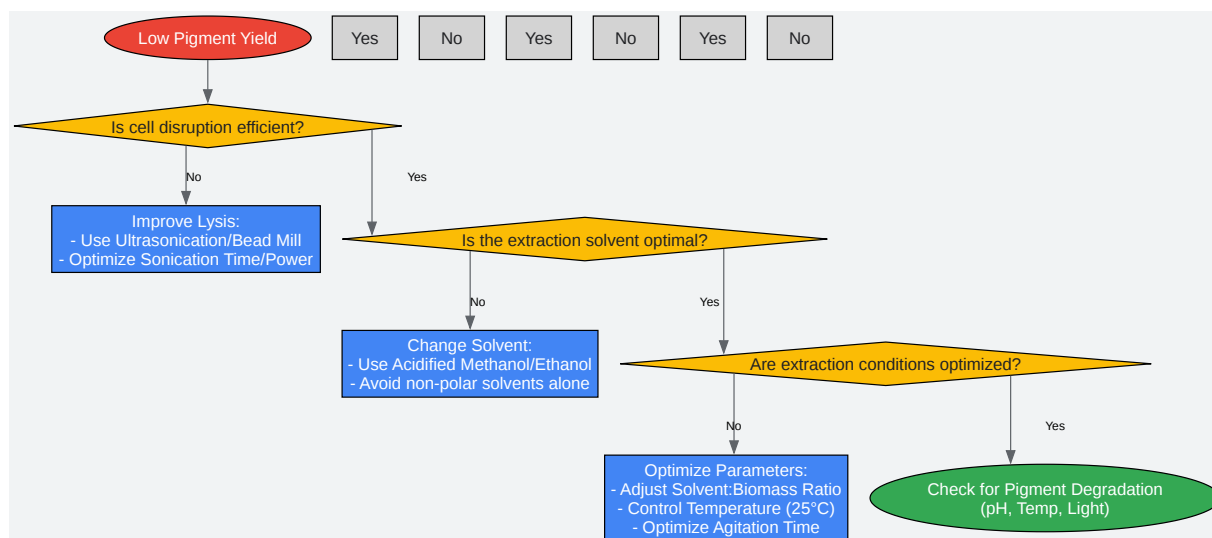 Low Pigment Yield
Yes
No
Yes
No
Yes
No
Is cell disruption efficient?
No
Yes
Improve Lysis:
- Use Ultrasonication/Bead Mill
- Optimize Sonication Time/Power
Is the extraction solvent optimal?
No
Yes
Change Solvent:
- Use Acidified Methanol/Ethanol
- Avoid non-polar solvents alone
Are extraction conditions optimized?
No
Yes
Optimize Parameters:
- Adjust Solvent:Biomass Ratio
- Control Temperature (25°C)
- Optimize Agitation Time
Check for Pigment Degradation
(pH, Temp, Light)